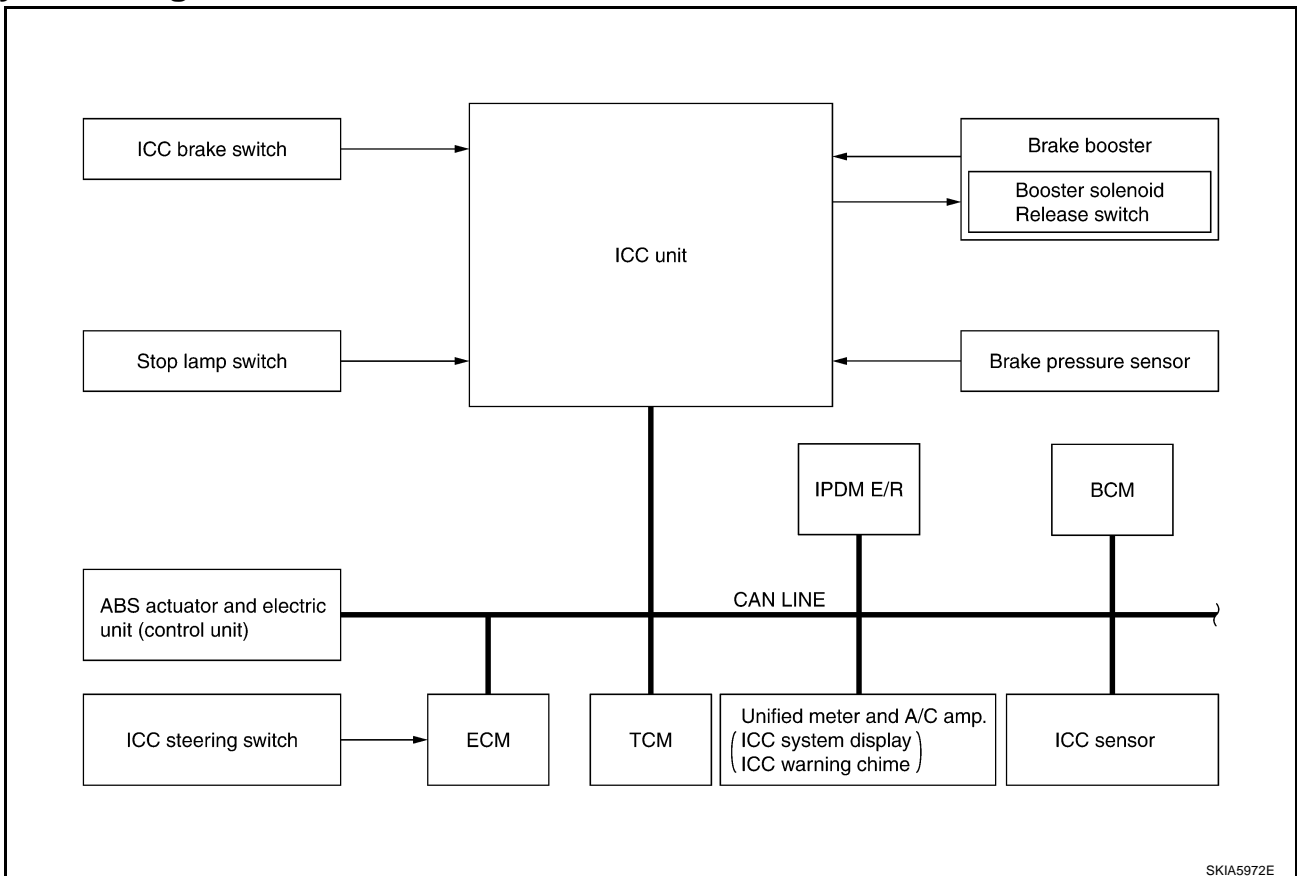 ICC brake switch
Stop lamp switch
ICC unit
Brake booster
Booster solenoid
Release switch
Brake pressure sensor
IPDM E/R
BCM
CAN LINE
ABS actuator and electric
unit (control unit)
ICC steering switch
ECM
TCM
Unified meter and A/C amp.
(ICC system display
ICC warning chime)
ICC sensor
SKIA5972E